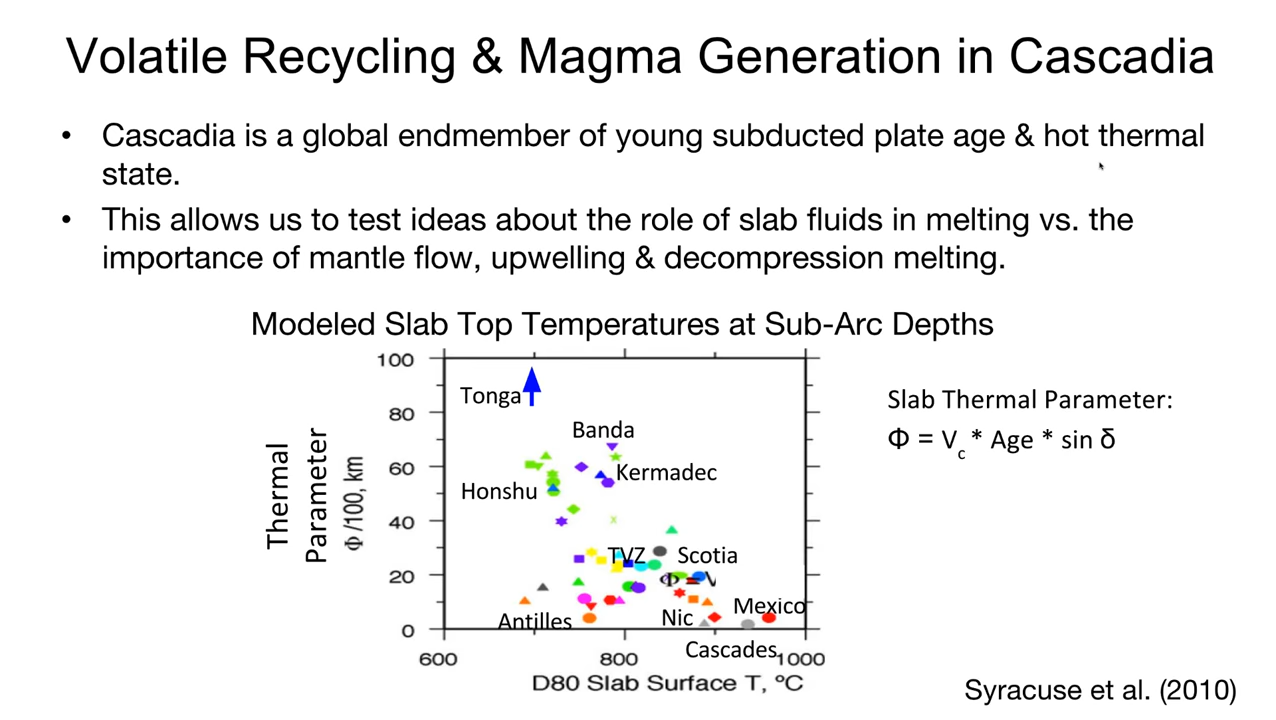 Volatile Recycling & Magma Generation in Cascadia
• Cascadia is a global endmember of young subducted plate age & hot thermal
state.
• This allows us to test ideas about the role of slab fluids in melting vs. the
importance of mantle flow, upwelling & decompression melting.
Modeled Slab Top Temperatures at Sub-Arc Depths
Thermal
Parameter
Φ /100, km
100
80
60
40
20
0
Tonga
Banda
Kermadec
Honshu
TVZ
Scotia
Φ = V
Antilles
Nic
Mexico
Cascades
600
800
1000
D80 Slab Surface T, ºC
Slab Thermal Parameter:
Φ = Vc * Age * sin δ
Syracuse et al. (2010)